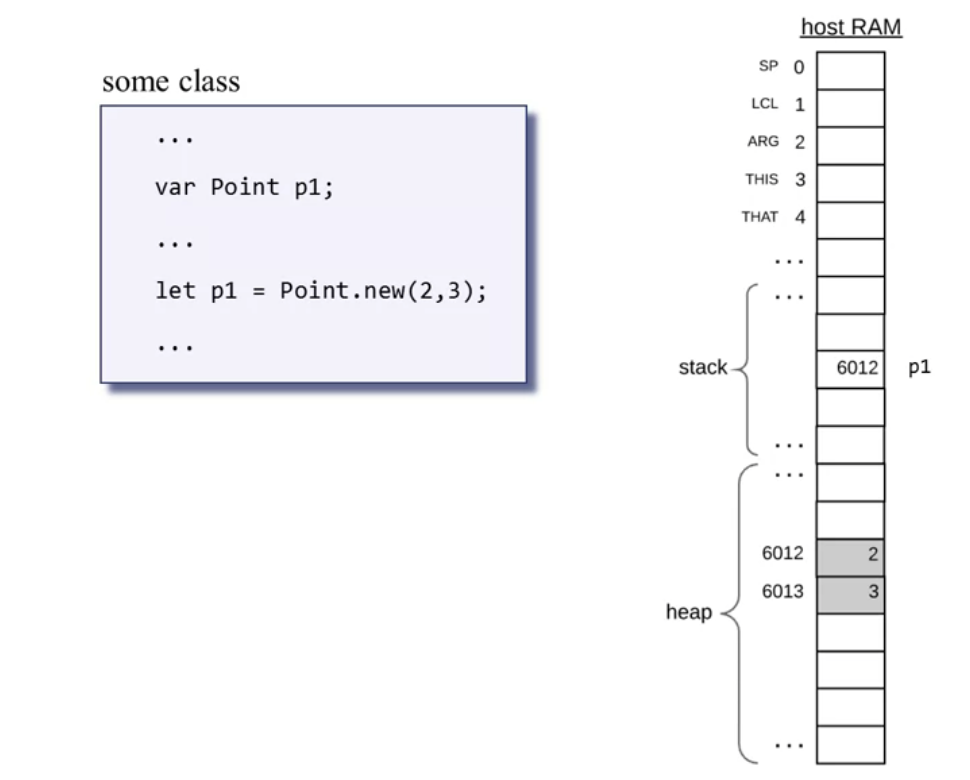 some class
...
var Point p1;
...
let p1 = Point.new(2,3);
...
host RAM
SP 0
LCL 1
ARG 2
THIS 3
THAT 4
...
...
stack
6012 p1
...
...
6012 2
6013 3
heap
...